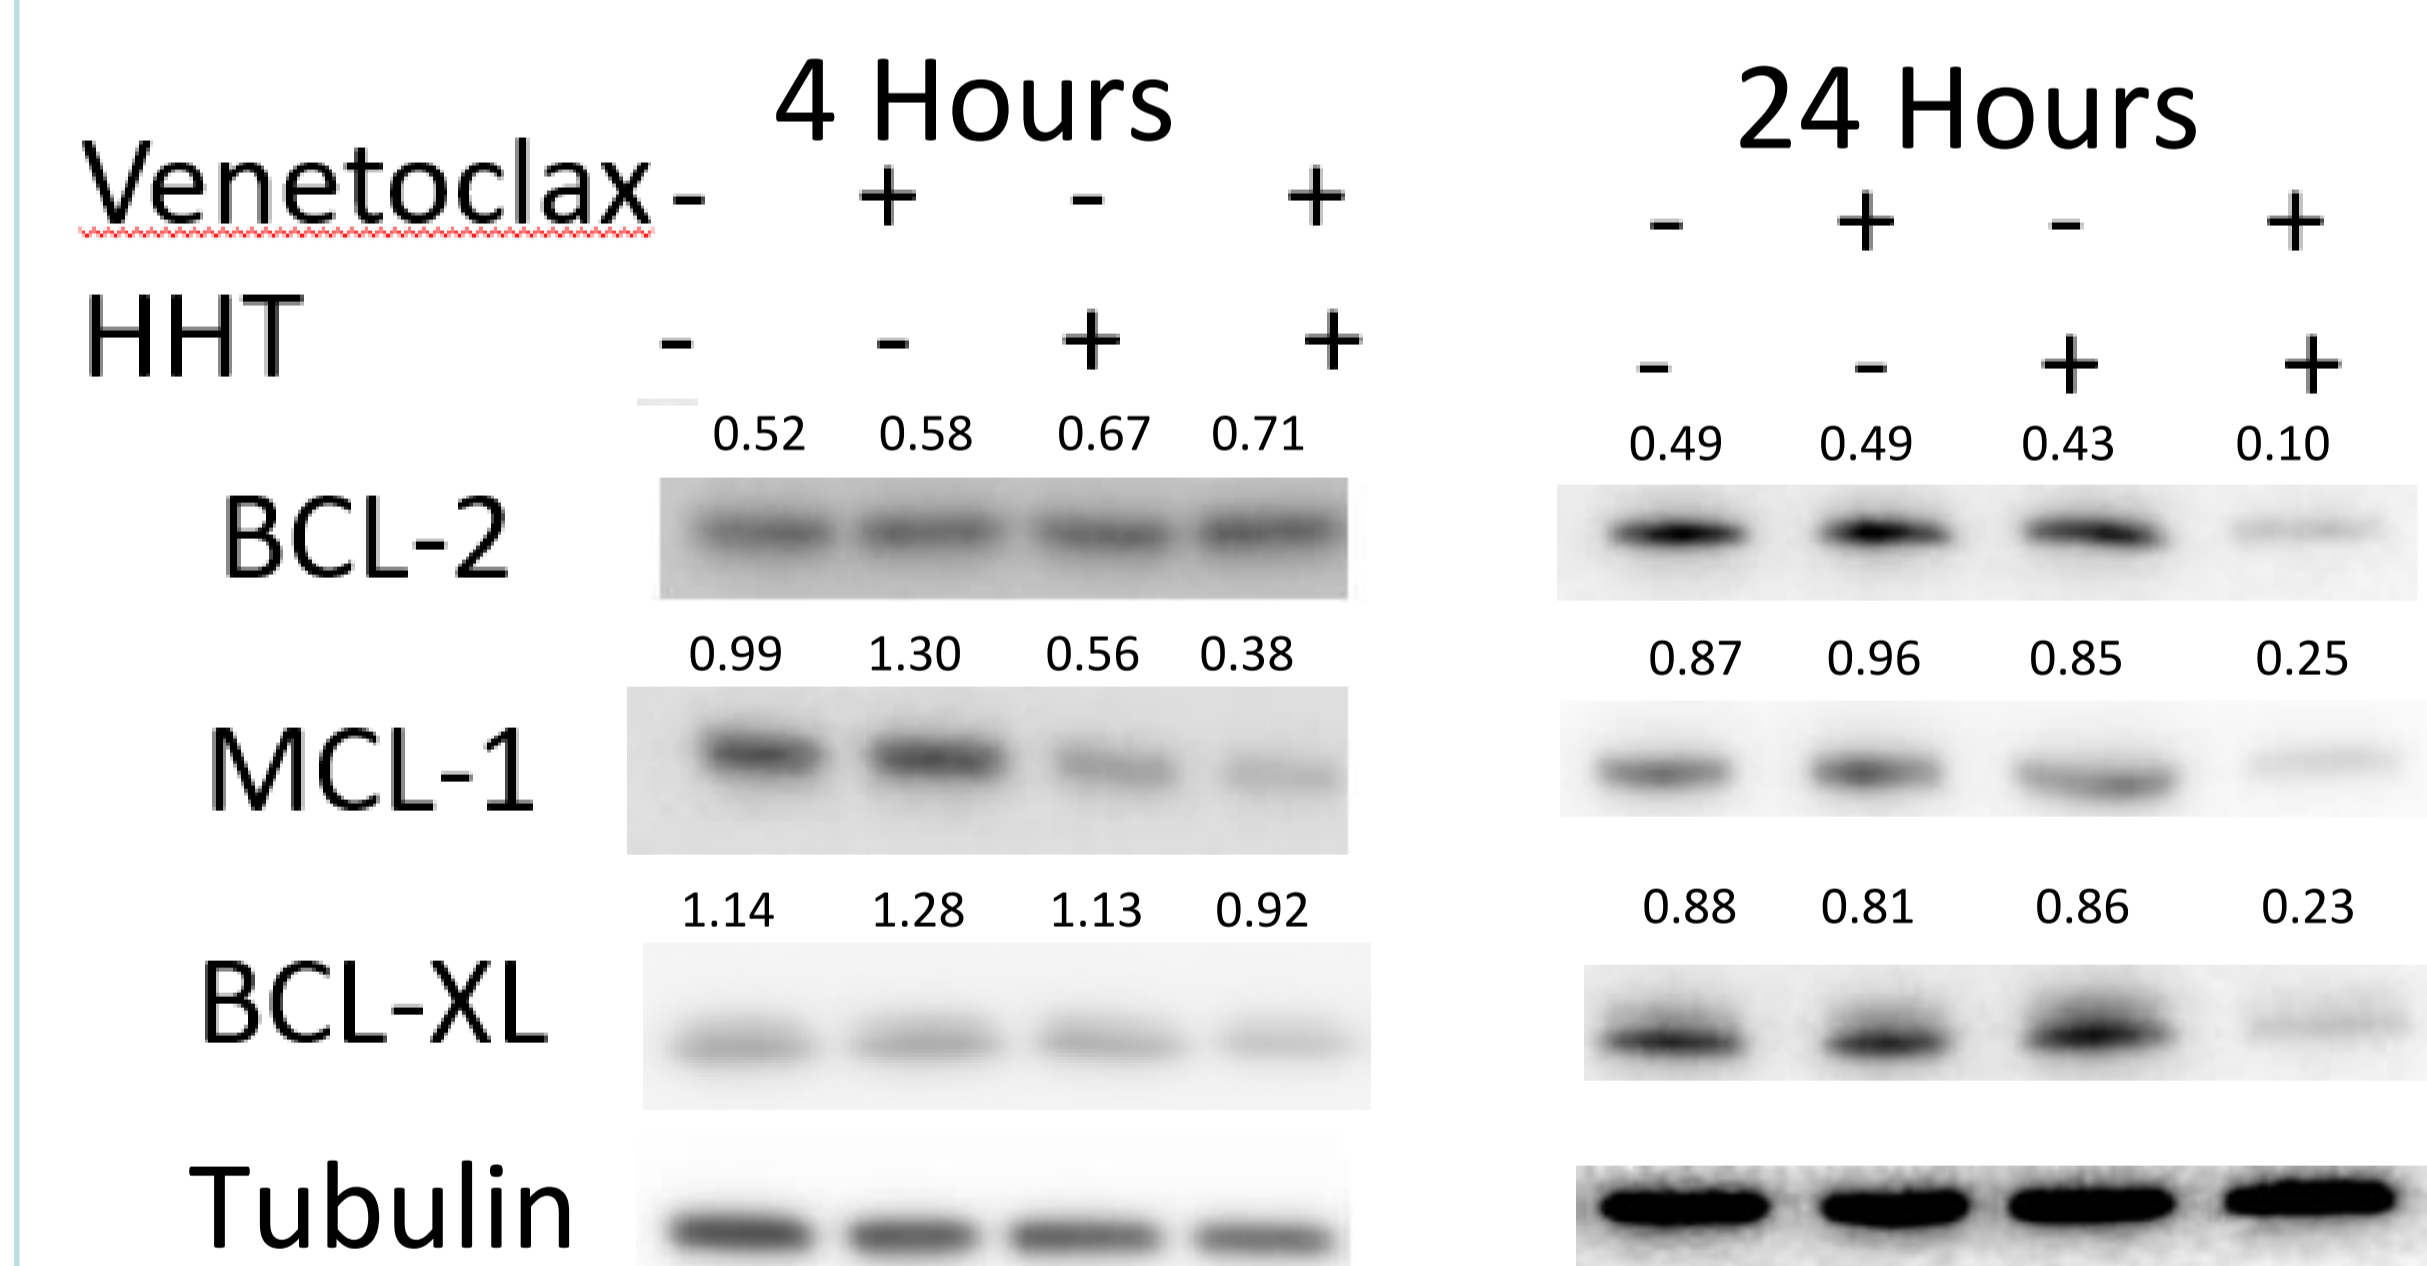 4 Hours 24 Hours
Venetoclax - + - + - + - +
HHT - - + + - - + +
0.52 0.58 0.67 0.71 0.49 0.49 0.43 0.10
BCL-2
0.99 1.30 0.56 0.38 0.87 0.96 0.85 0.25
MCL-1
1.14 1.28 1.13 0.92 0.88 0.81 0.86 0.23
BCL-XL
Tubulin